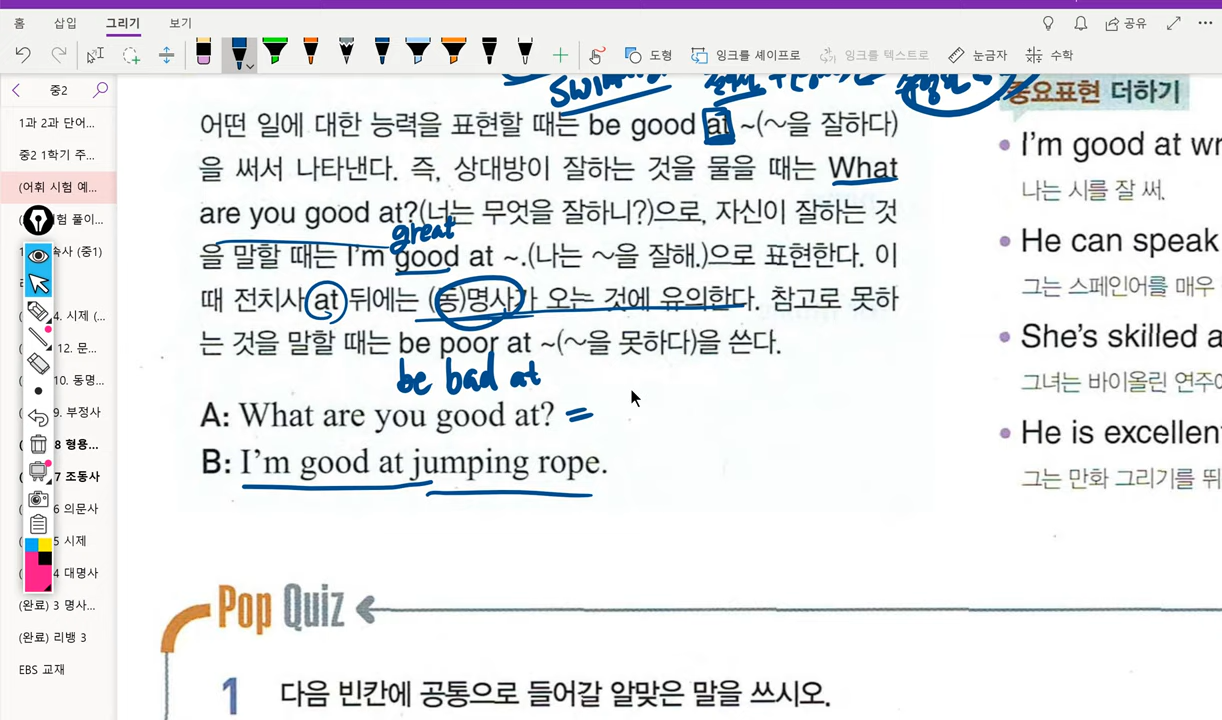 홈 삽입 그리기 보기
공유
도형 잉크를 셰이프로 잉크를 텍스트로 눈금자 수학
중2
1과 2과 단어...
중2 1학기 주...
(어휘 시험 예...
험 풀이...
속사 (중1)
4. 시제 (...
12. 문...
10. 동명...
9. 부정사
8 형용...
7 조동사
6 의문사
5 시제
4 대명사
(완료) 3 명사...
(완료) 리뱅 3
EBS 교재
어떤 일에 대한 능력을 표현할 때는 be good at ~(~을 잘하다)
을 써서 나타낸다. 즉, 상대방이 잘하는 것을 물을 때는 What
are you good at?(너는 무엇을 잘하니?)으로, 자신이 잘하는 것
great
을 말할 때는 I'm good at ~.(나는 ~을 잘해.)으로 표현한다. 이
때 전치사 at 뒤에는 (동)명사가 오는 것에 유의한다. 참고로 못하
는 것을 말할 때는 be poor at ~(~을 못하다)을 쓴다.
be bad at
A: What are you good at? =
B: I'm good at jumping rope.
중요표현 더하기
• I'm good at wr
나는 시를 잘 써.
• He can speak
그는 스페인어를 매우
• She's skilled a
그녀는 바이올린 연주에
• He is excellent
그는 만화 그리기를 뛰
Pop Quiz
1 다음 빈칸에 공통으로 들어갈 알맞은 말을 쓰시오.